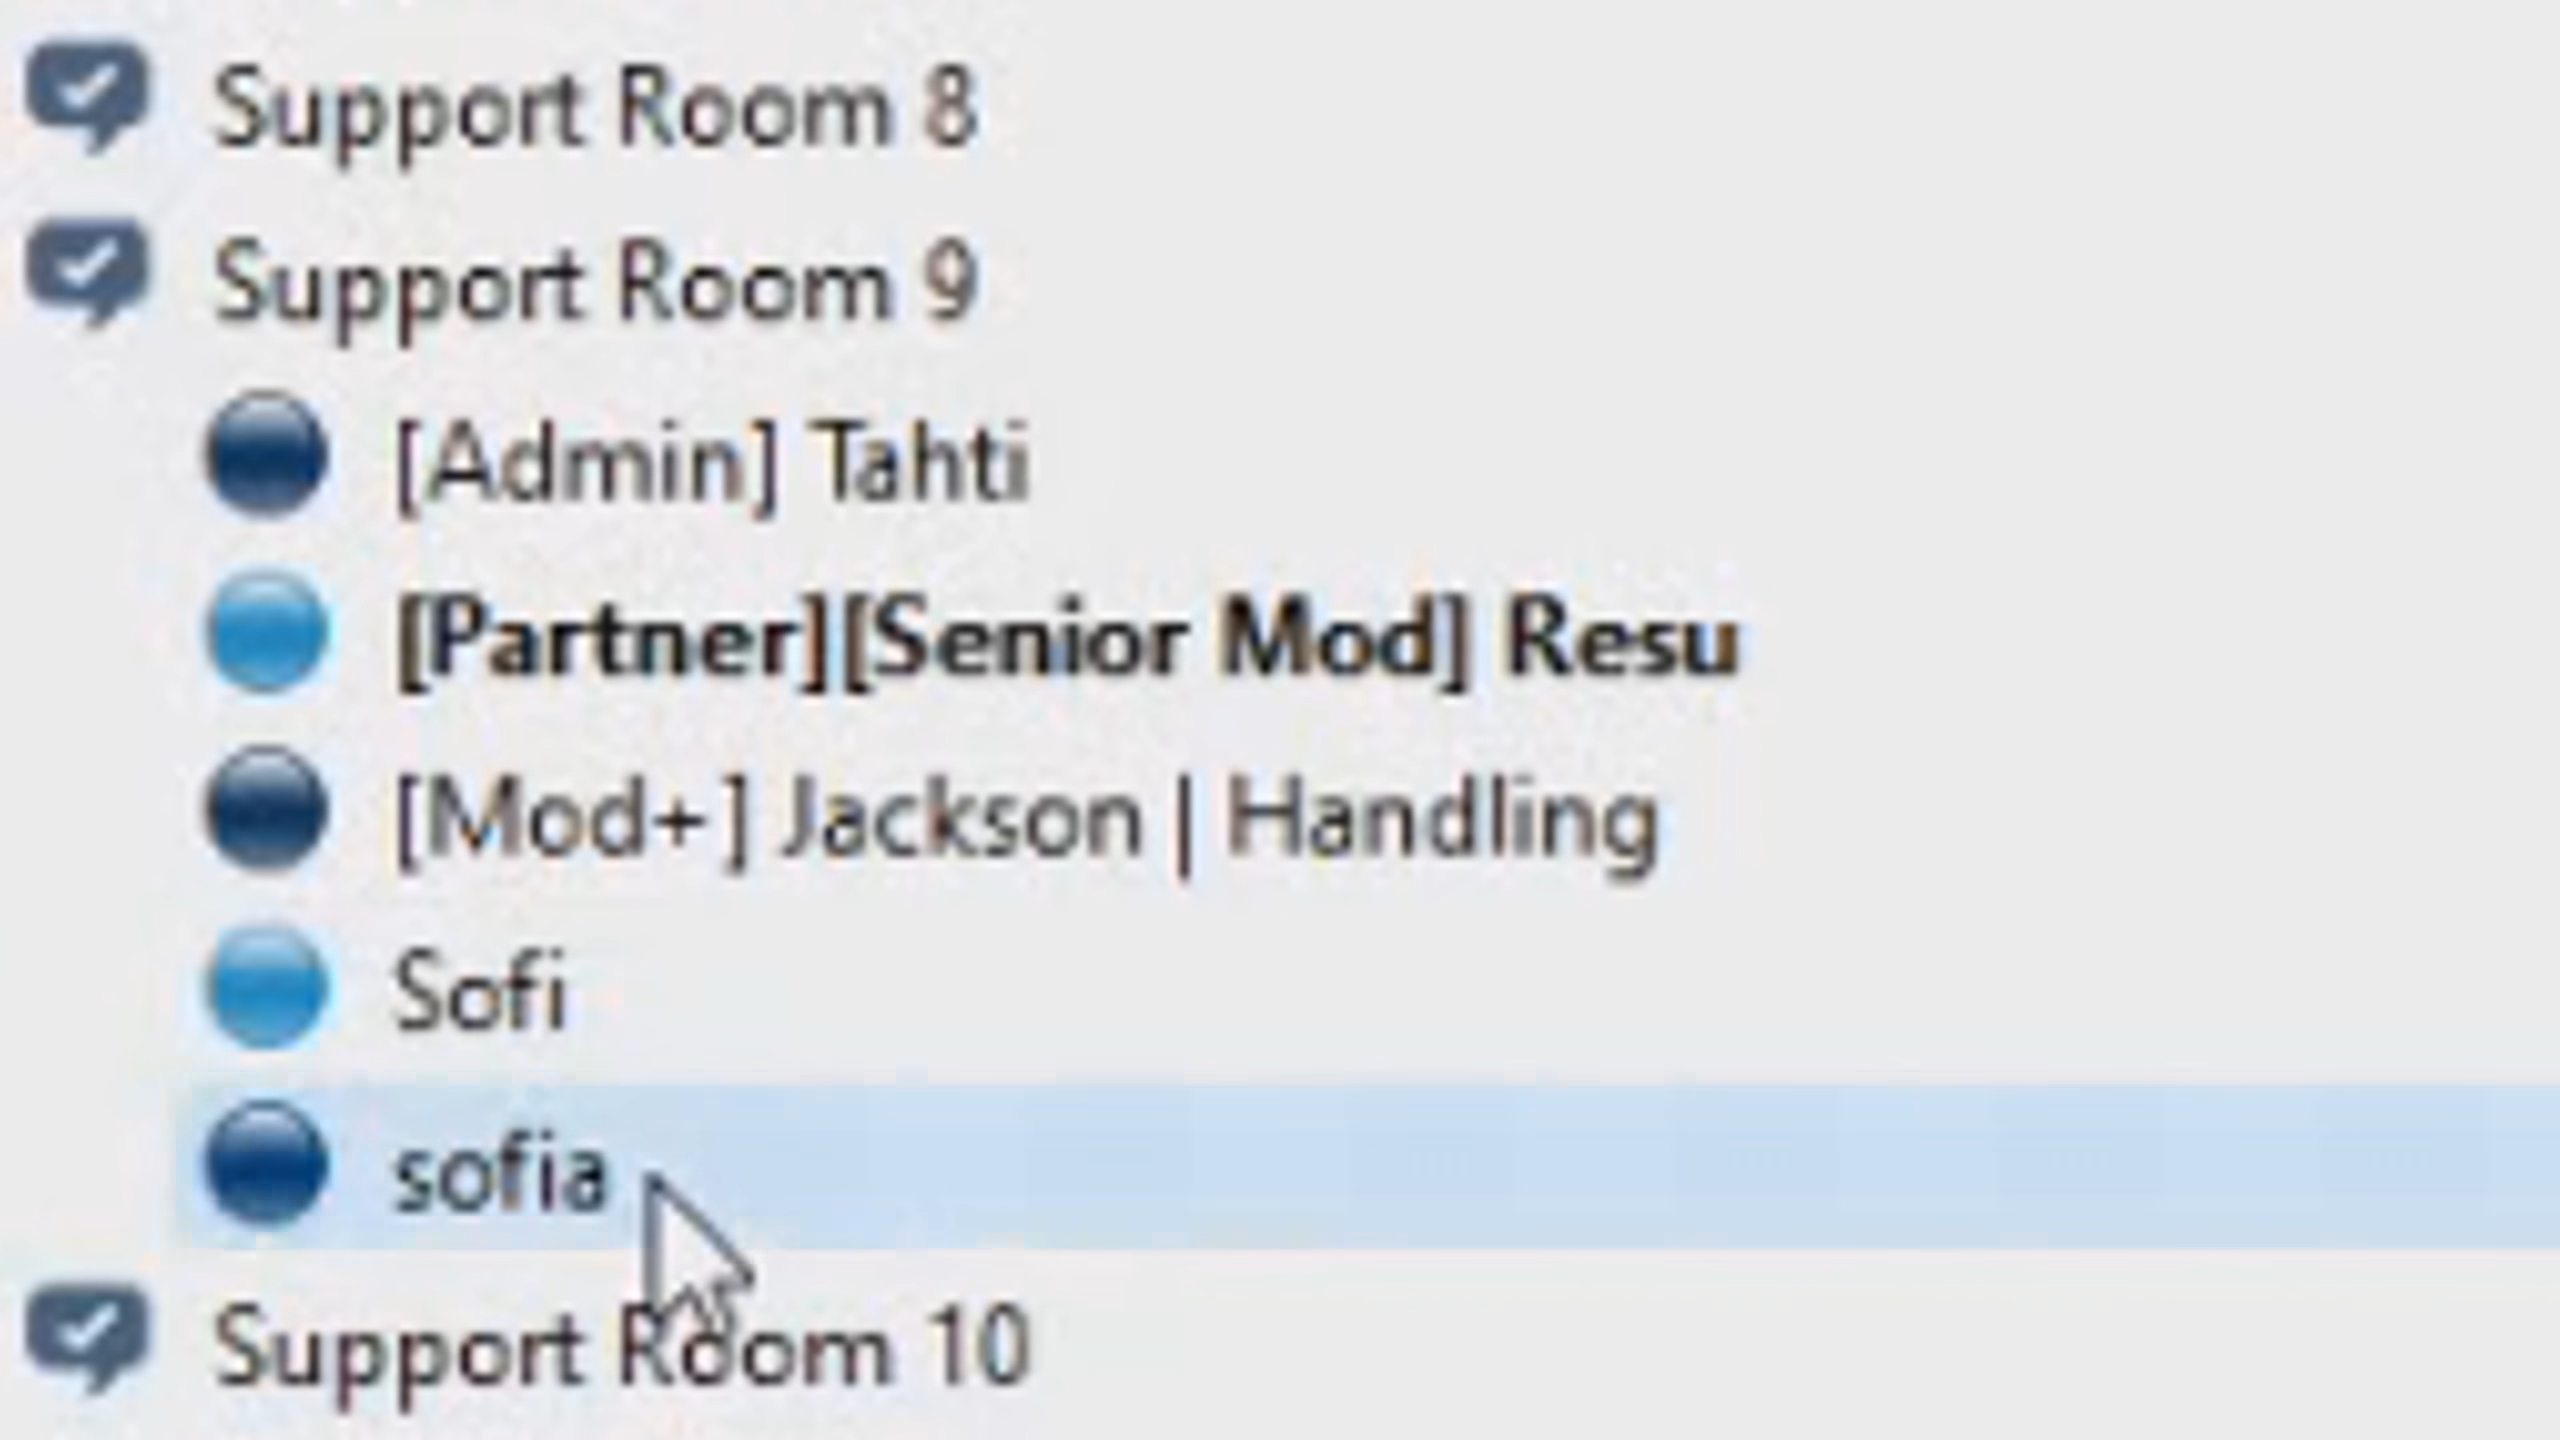 Support Room 8
Support Room 9
[Admin] Tahti
[Partner][Senior Mod] Resu
[Mod+] Jackson | Handling
Sofi
sofia
Support Room 10